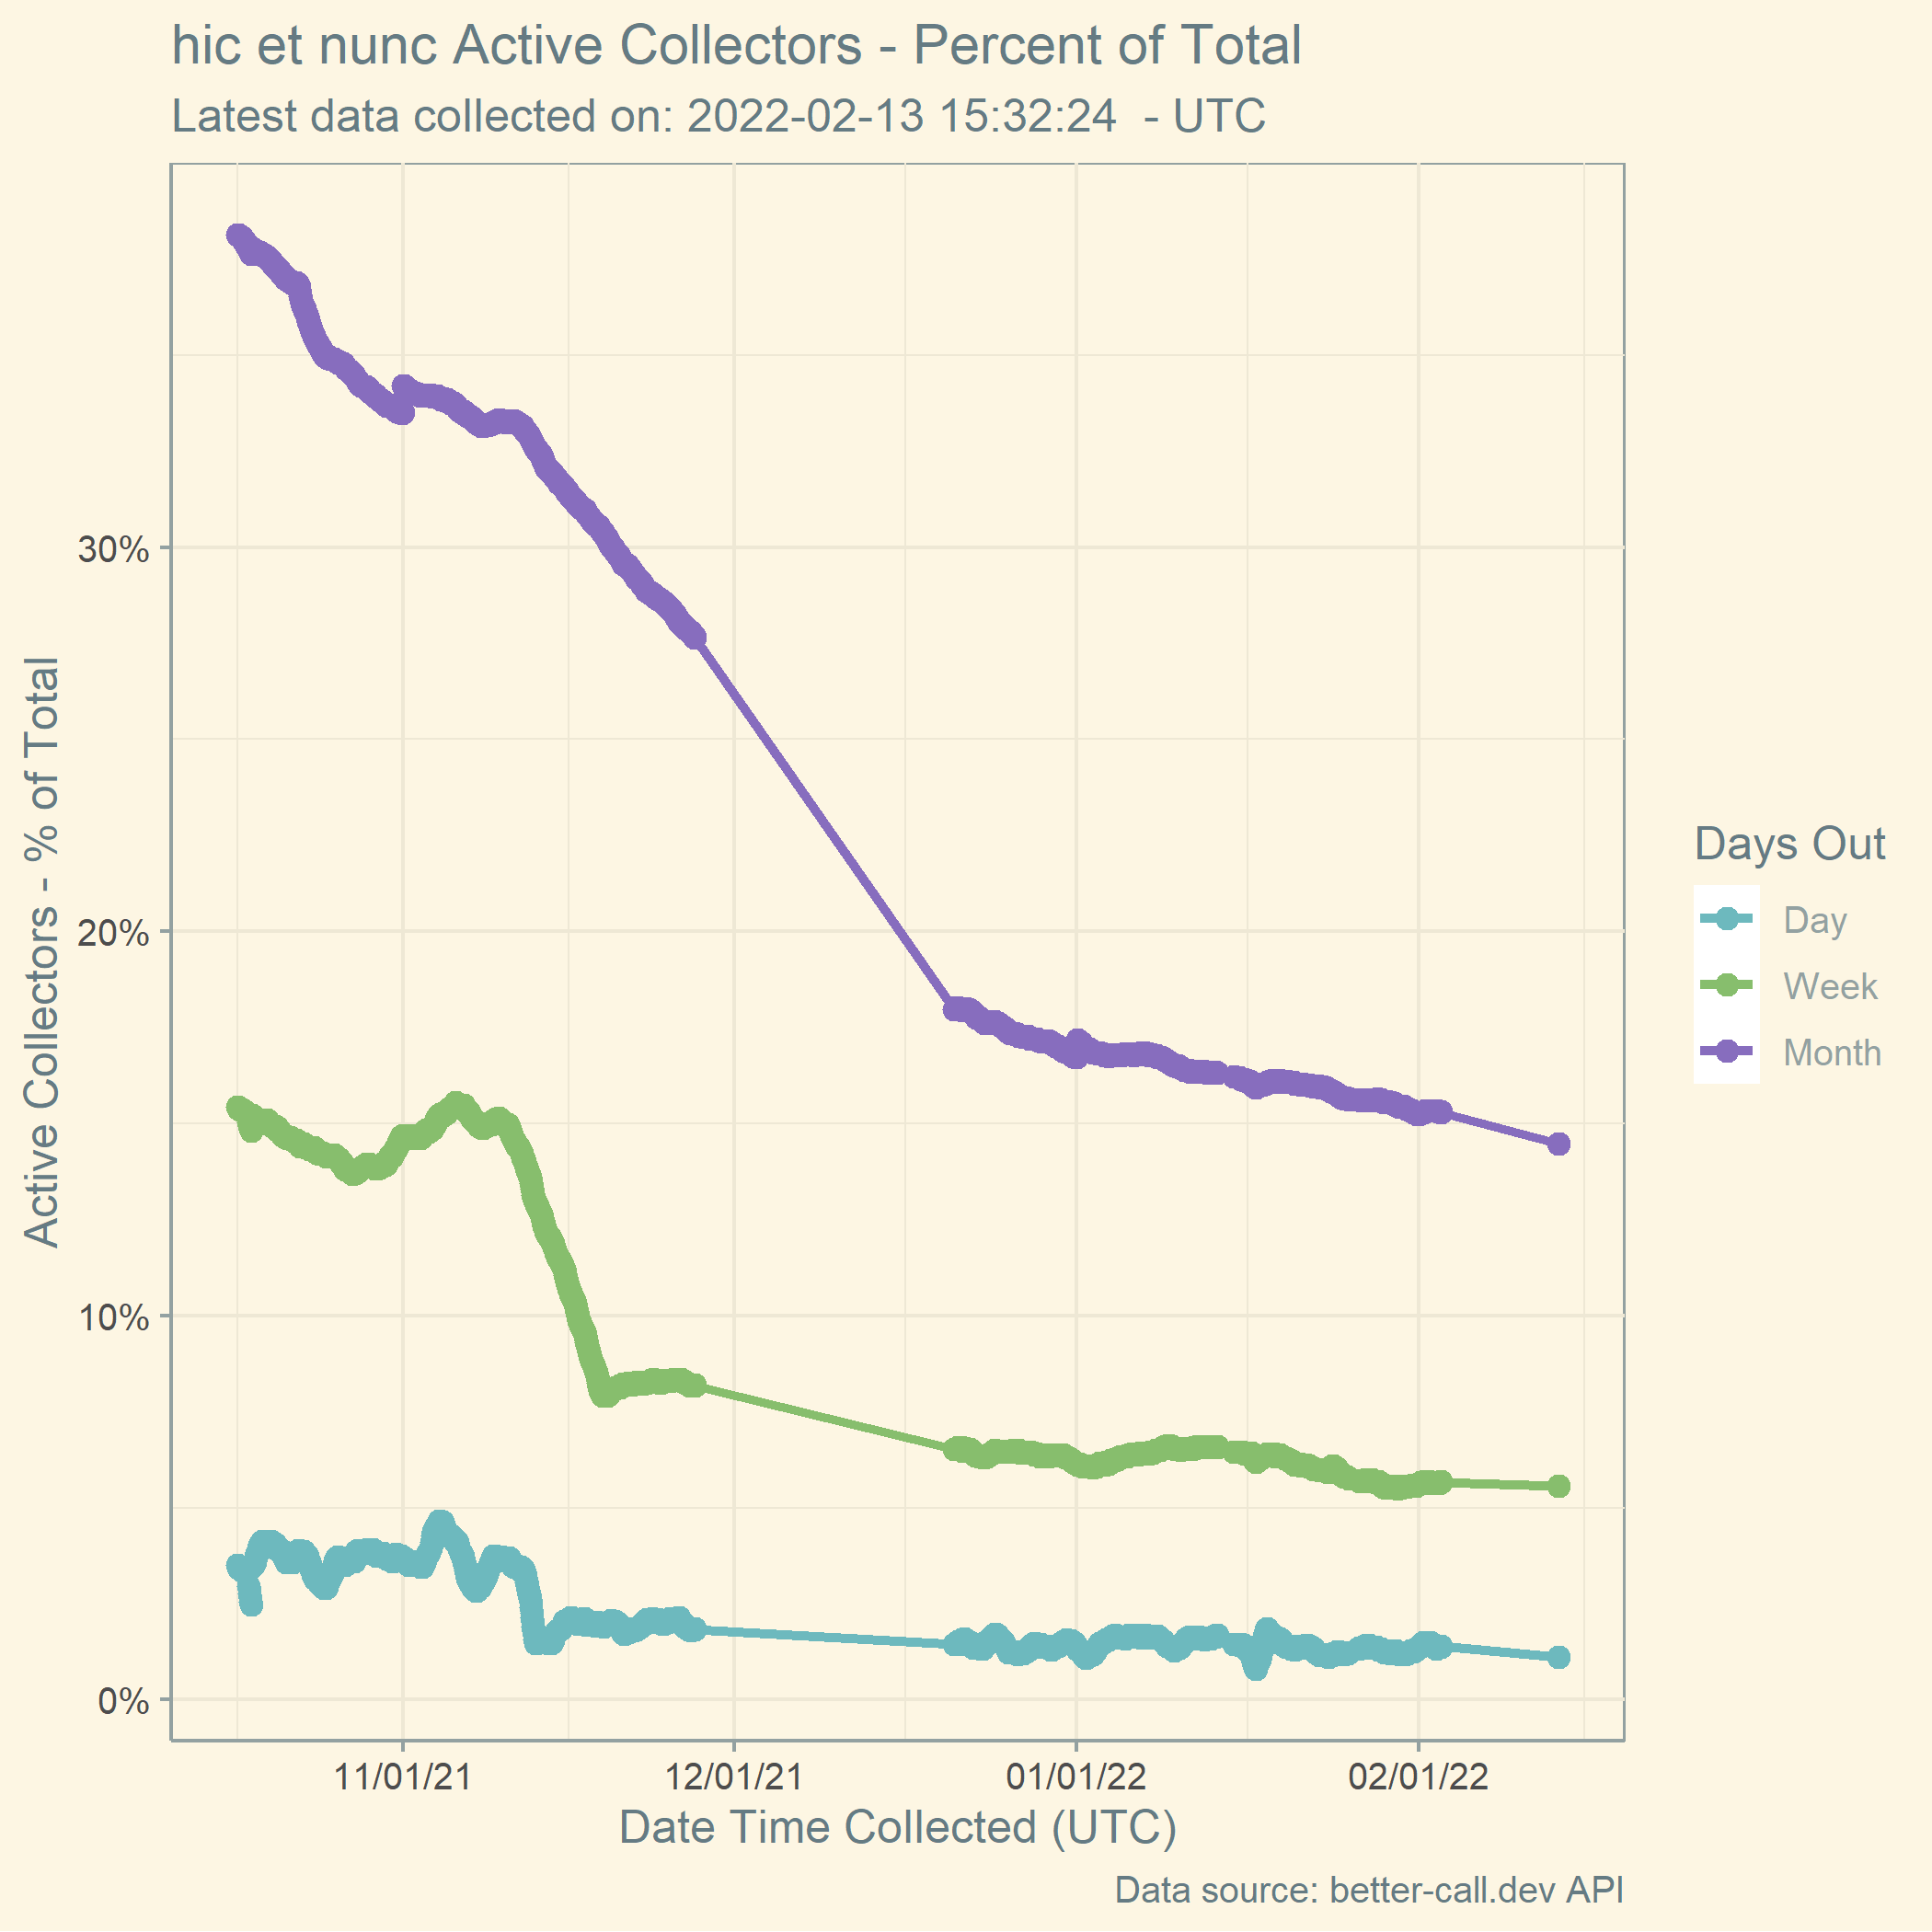 hic et nunc Active Collectors - Percent of Total
Latest data collected on: 2022-02-13 15:32:24  - UTC
Active Collectors - % of Total
30%
20%
10%
0%
11/01/21
12/01/21
01/01/22
02/01/22
Date Time Collected (UTC)
Days Out
Day
Week
Month
Data source: better-call.dev API